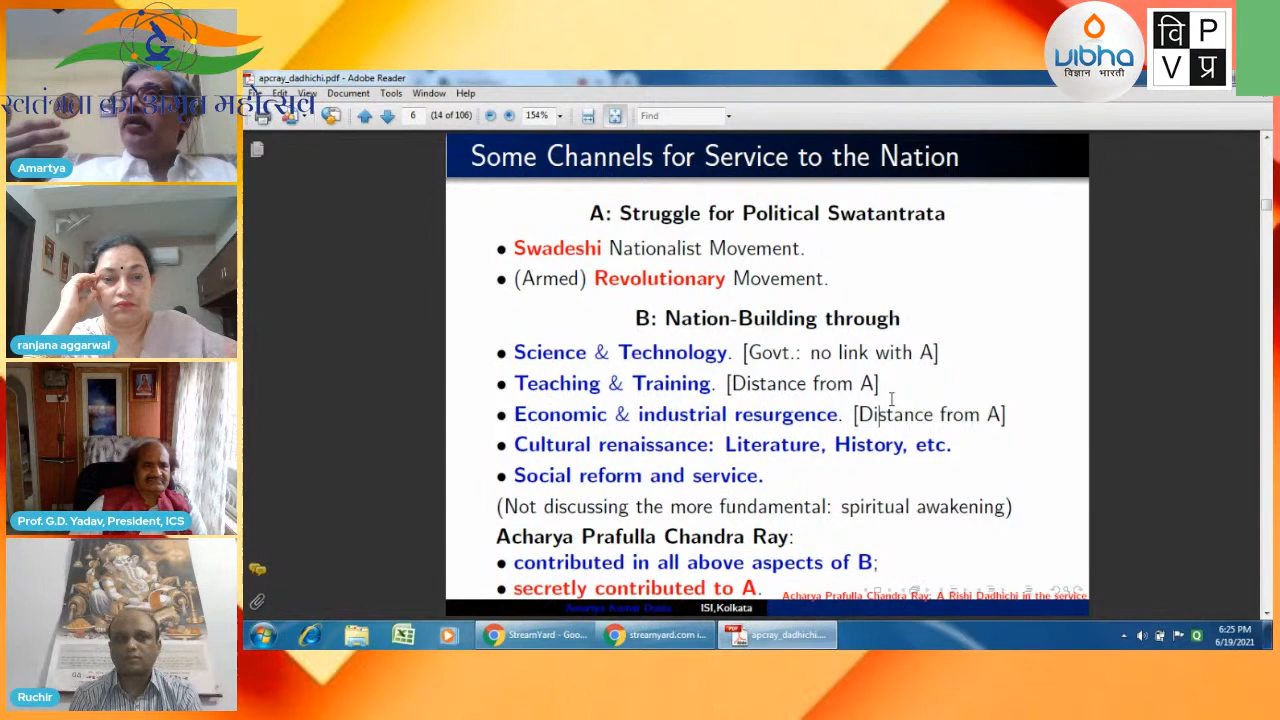 स्वतंत्रता का अमृत महोत्सव
Amartya
ranjana aggarwal
Prof. G.D. Yadav, President, ICS
Ruchir
vibha
विज्ञान भारती
वि P
V प्र
apcray_dadhichi.pdf - Adobe Reader
Edit View Document Tools Window Help
6 (14 of 106) 154% Find
Some Channels for Service to the Nation
A: Struggle for Political Swatantrata
• Swadeshi Nationalist Movement.
• (Armed) Revolutionary Movement.
B: Nation-Building through
• Science & Technology. [Govt.: no link with A]
• Teaching & Training. [Distance from A]
• Economic & industrial resurgence. [Distance from A]
• Cultural renaissance: Literature, History, etc.
• Social reform and service.
(Not discussing the more fundamental: spiritual awakening)
Acharya Prafulla Chandra Ray:
• contributed in all above aspects of B;
• secretly contributed to A.
Acharya Prafulla Chandra Ray: A Rishi Dadhichi in the service
Amartya Kumar Dutta ISI,Kolkata
StreamYard - Goo...
streamyard.com i...
apcray_dadhichi....
6:25 PM
6/19/2021